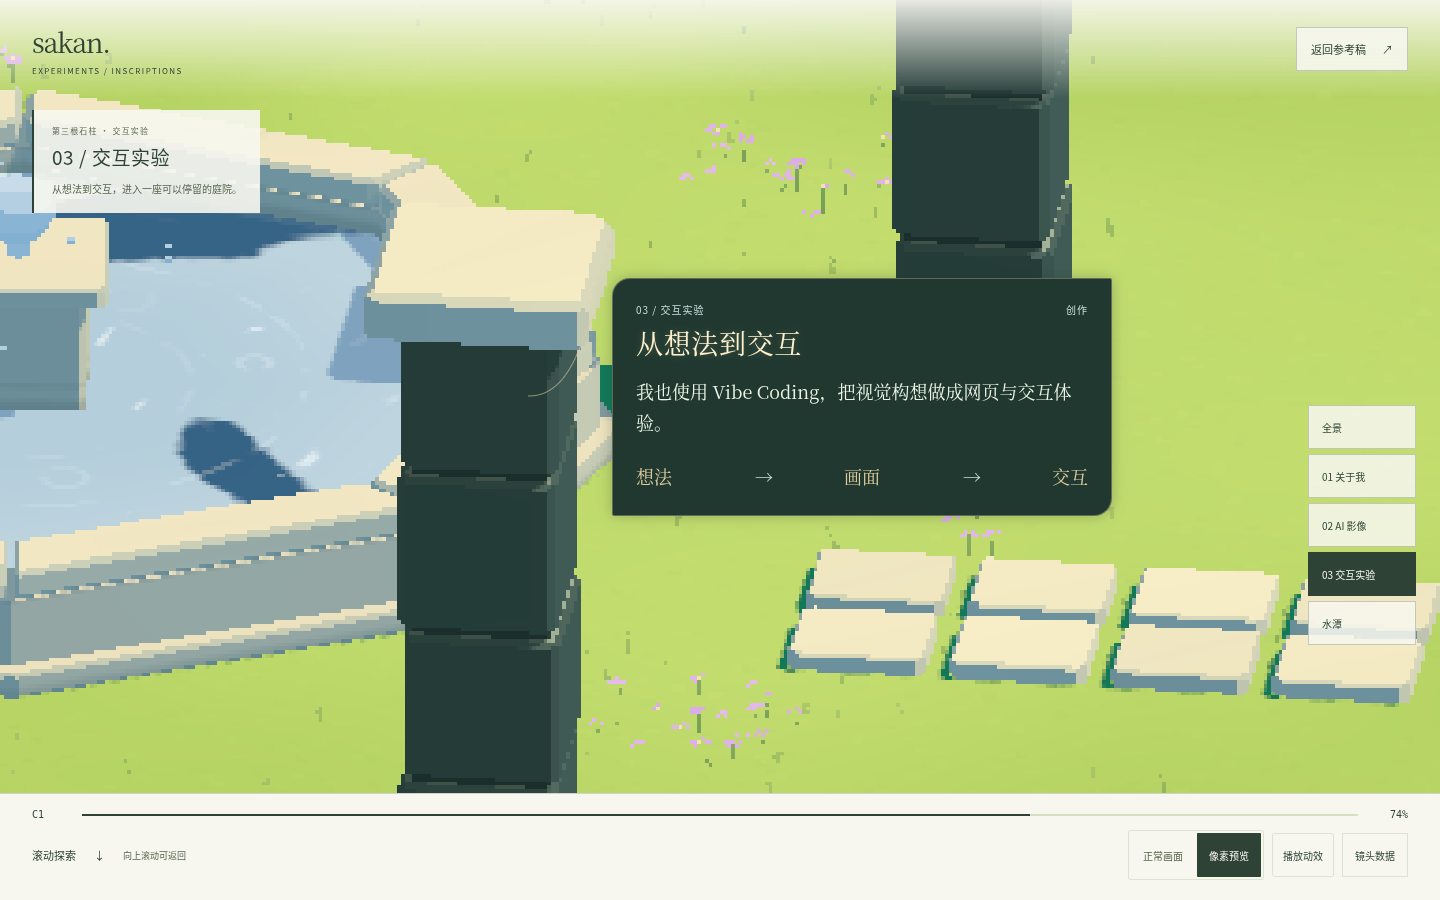 sakan.
EXPERIMENTS / INSCRIPTIONS
返回参考稿 ↗
第三根石柱 · 交互实验
03 / 交互实验
从想法到交互，进入一座可以停留的庭院。
03 / 交互实验
创作
从想法到交互
我也使用 Vibe Coding，把视觉构想做成网页与交互体
验。
想法 → 画面 → 交互
全景
01 关于我
02 AI 影像
03 交互实验
水潭
C1
74%
滚动探索 ↓ 向上滚动可返回
正常画面
像素预览
播放动效
镜头数据